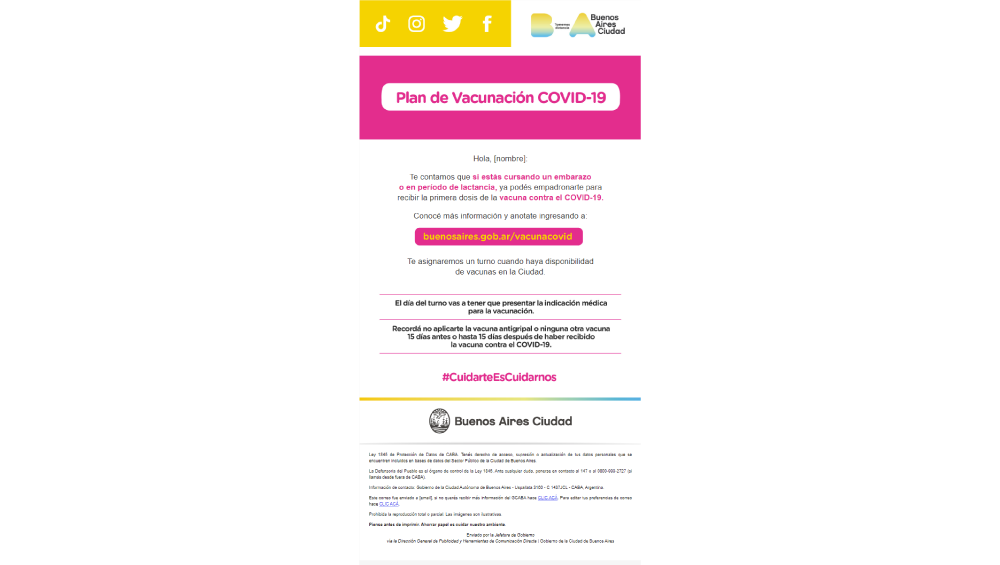 Buenos Aires Ciudad
Plan de Vacunación COVID-19
Hola, [nombre]:
Te contamos que si estás cursando un embarazo
o en período de lactancia, ya podés empadronarte para
recibir la primera dosis de la vacuna contra el COVID-19.
Conocé más información y anotate ingresando a:
buenosaires.gob.ar/vacunacovid
Te asignaremos un turno cuando haya disponibilidad
de vacunas en la Ciudad.
El día del turno vas a tener que presentar la indicación médica
para la vacunación.
Recordá no aplicarte la vacuna antigripal o ninguna otra vacuna
15 días antes o hasta 15 días después de haber recibido
la vacuna contra el COVID-19.
#CuidarteEsCuidarnos
Buenos Aires Ciudad
Ley 1845 de Protección de Datos de CABA. Tenés derecho de acceso, supresión o actualización de tus datos personales que se
encuentren incluidos en bases de datos del Sector Público de la Ciudad de Buenos Aires.
La Defensoría del Pueblo es el órgano de control de la Ley 1845. Ante cualquier duda, ponerse en contacto al 147 o al 0800-999-2727 (si
llamás desde fuera de CABA).
Información de contacto: Gobierno de la Ciudad Autónoma de Buenos Aires - Uspallata 3160 - C 1437JCL - CABA, Argentina.
Este correo fue enviado a [email], si no querés recibir más información del GCABA hacé CLIC ACÁ. Para editar tus preferencias de correo
hacé CLIC ACÁ.
Prohibida la reproducción total o parcial. Las imágenes son ilustrativas
Piense antes de imprimir. Ahorrar papel es cuidar nuestro ambiente.
Enviado por la Jefatura de Gobierno
vía la Dirección General de Publicidad y Herramientas de Comunicación Directa | Gobierno de la Ciudad de Buenos Aires